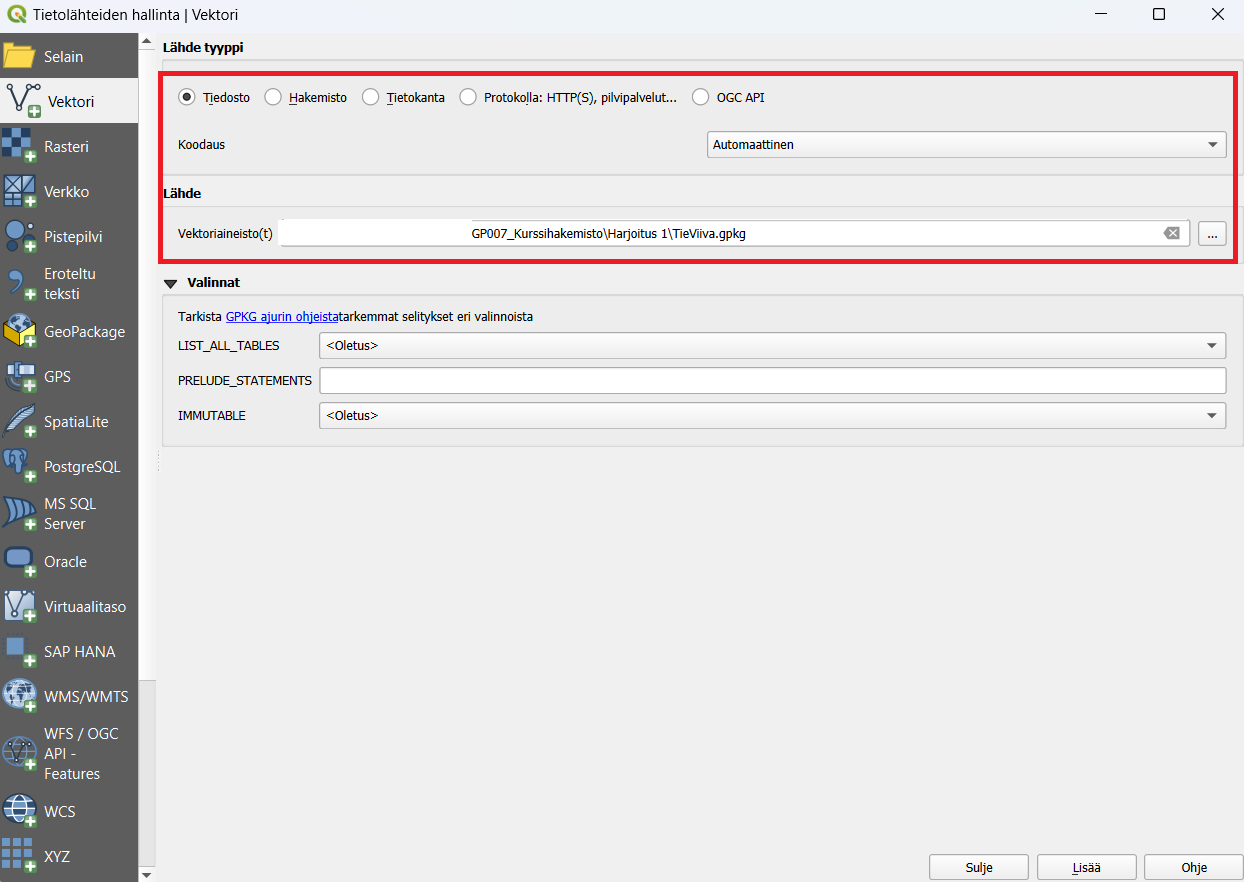 Tietolähteiden hallinta | Vektori
Selain
Vektori
Rasteri
Verkko
Pistepilvi
Eroteltu
teksti
GeoPackage
GPS
SpatiaLite
PostgreSQL
MS SQL
Server
Oracle
Virtuaalitaso
SAP HANA
WMS/WMTS
WFS / OGC
API -
Features
WCS
XYZ
Lähde tyyppi
Tiedosto Hakemisto Tietokanta Protokolla: HTTP(S), pilvipalvelut... OGC API
Koodaus Automaattinen
Lähde
Vektoriaineisto(t) GP007_Kurssihakemisto\Harjoitus 1\TieViiva.gpkg ...
Valinnat
Tarkista GPKG ajurin ohjeistatarkemmat selitykset eri valinnoista
LIST_ALL_TABLES <Oletus>
PRELUDE_STATEMENTS
IMMUTABLE <Oletus>
Sulje Lisää Ohje